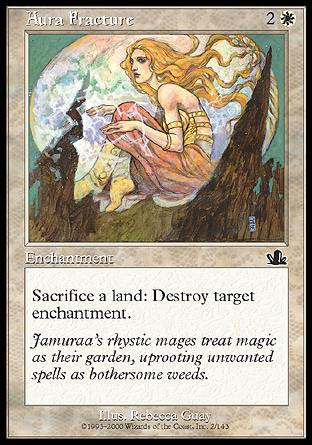 Aura Fracture 2
Enchantment
Sacrifice a land: Destroy target
enchantment.
Jamuraa's rhystic mages treat magic
as their garden, uprooting unwanted
spells as bothersome weeds.
Illus. Rebecca Guay
©1993-2000 Wizards of the Coast, Inc. 2/143